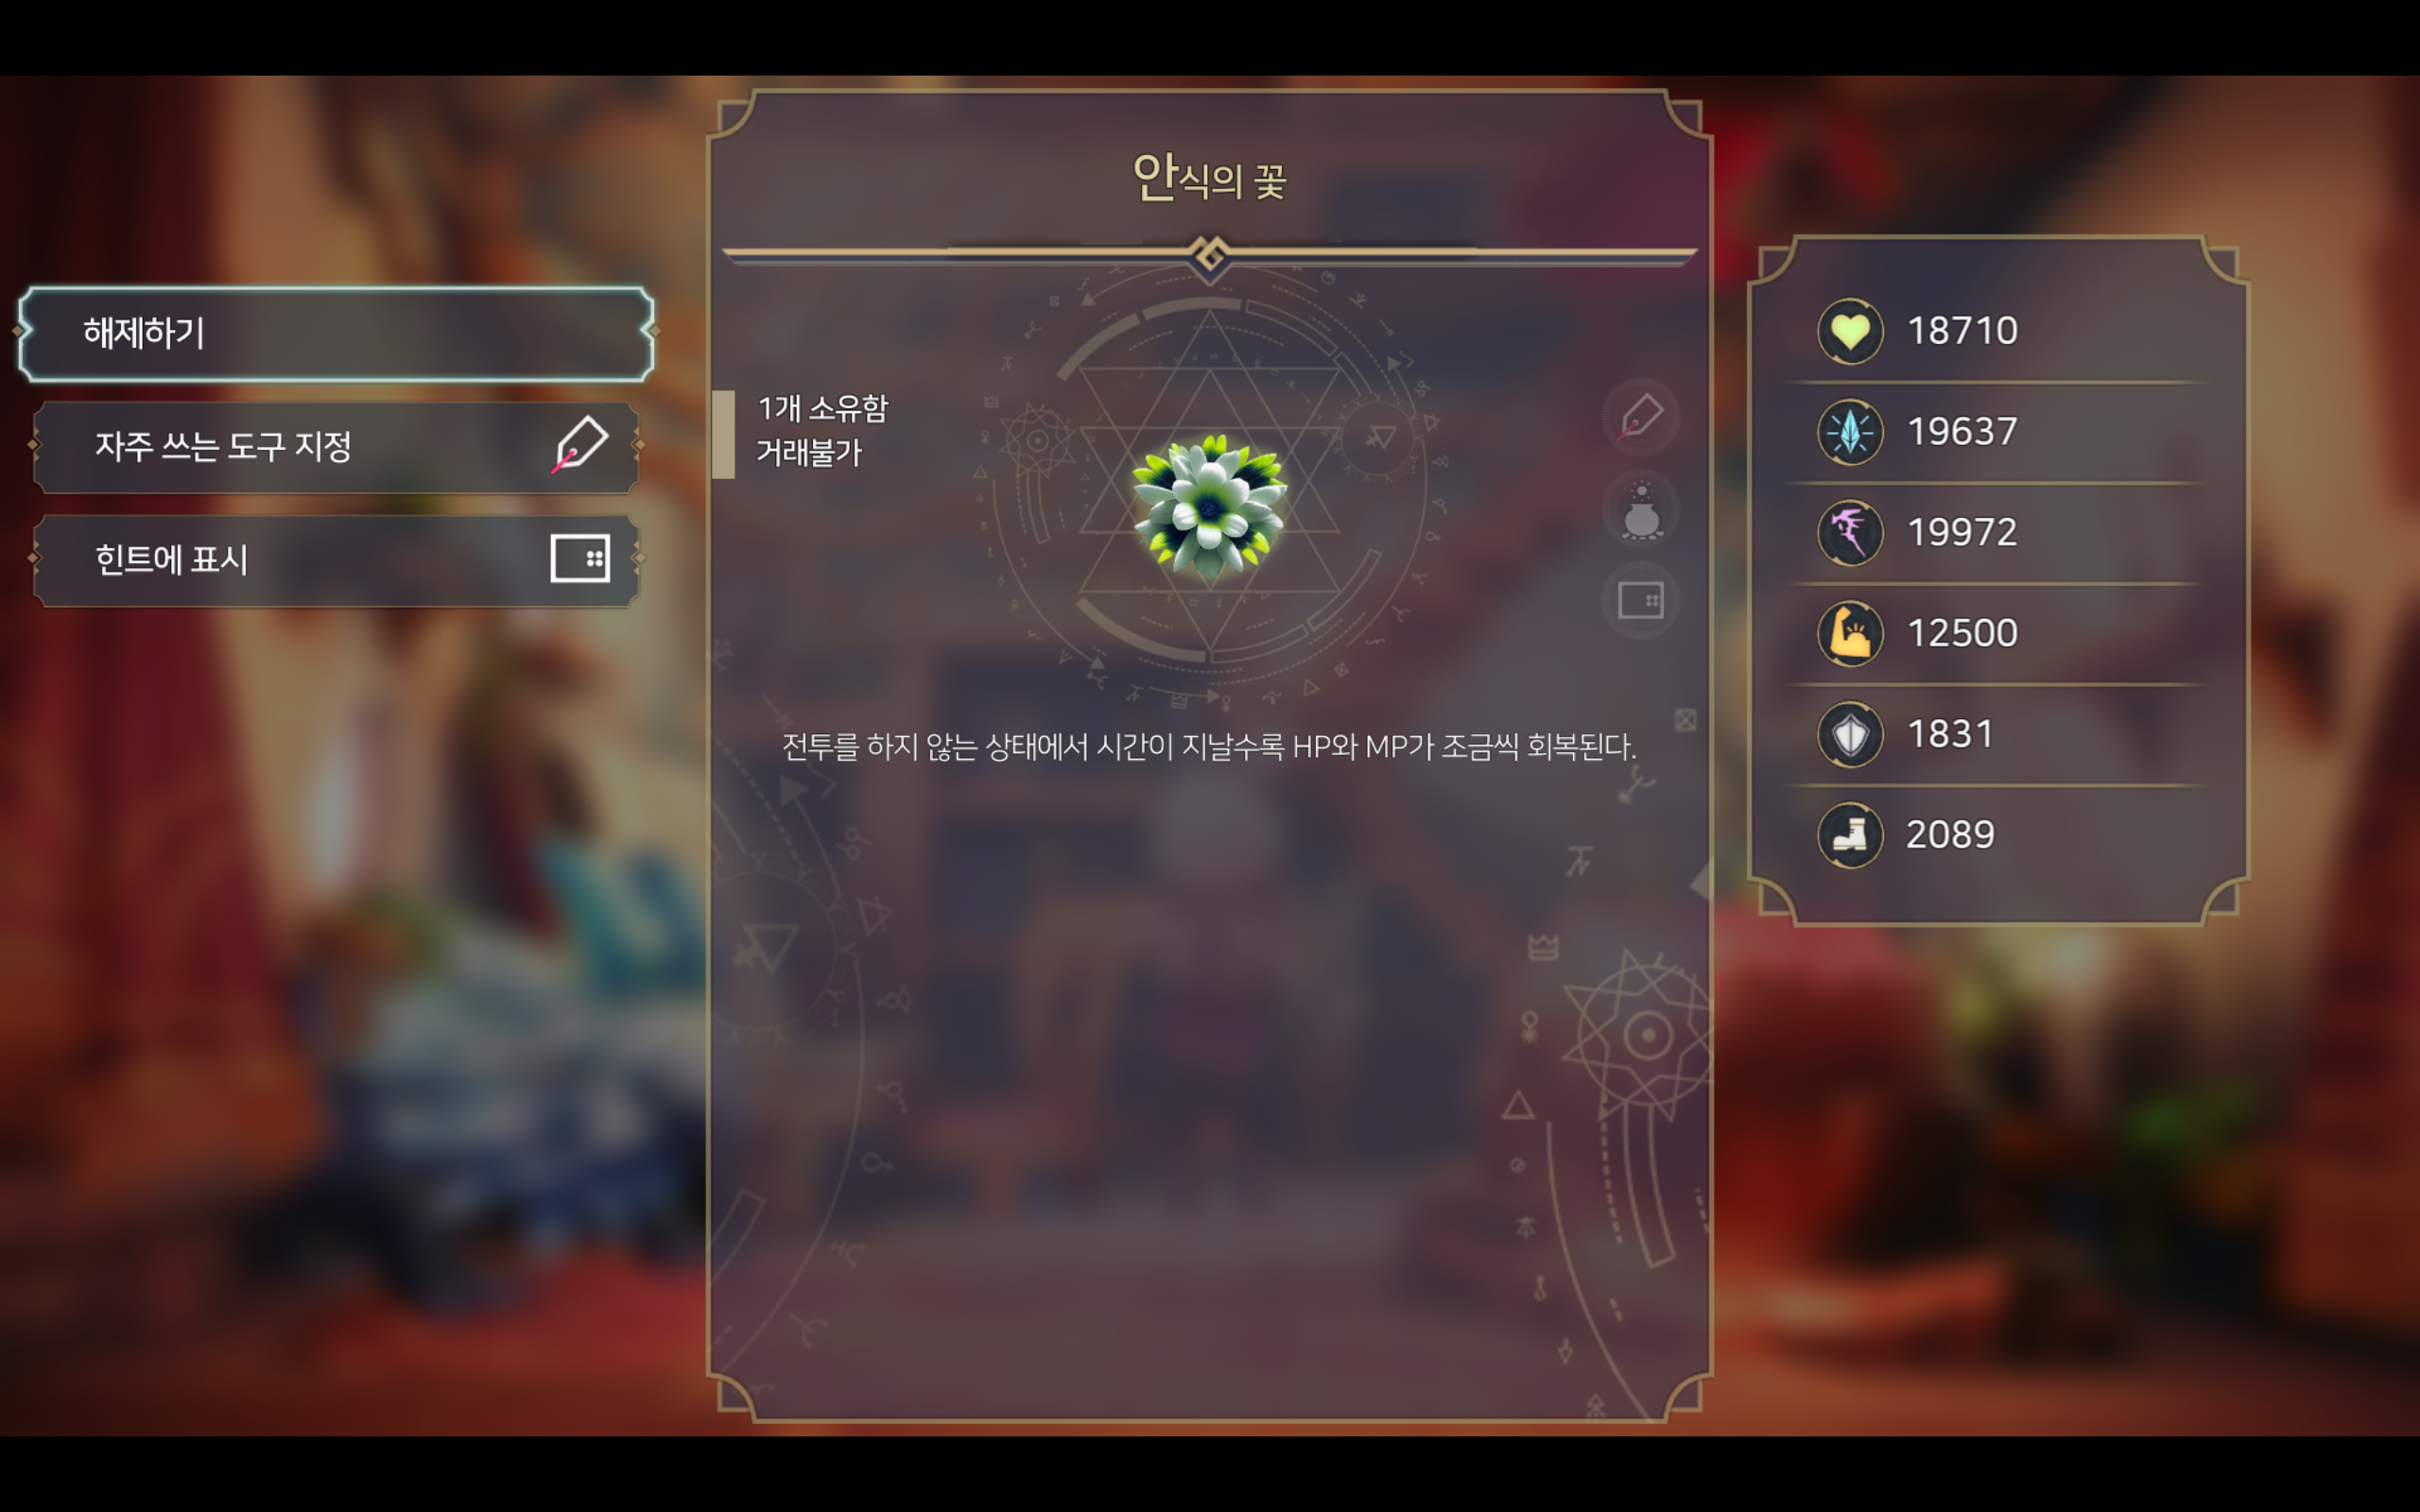 안식의 꽃
해제하기
자주 쓰는 도구 지정
힌트에 표시
1개 소유함
거래불가
전투를 하지 않는 상태에서 시간이 지날수록 HP와 MP가 조금씩 회복된다.
18710
19637
19972
12500
1831
2089